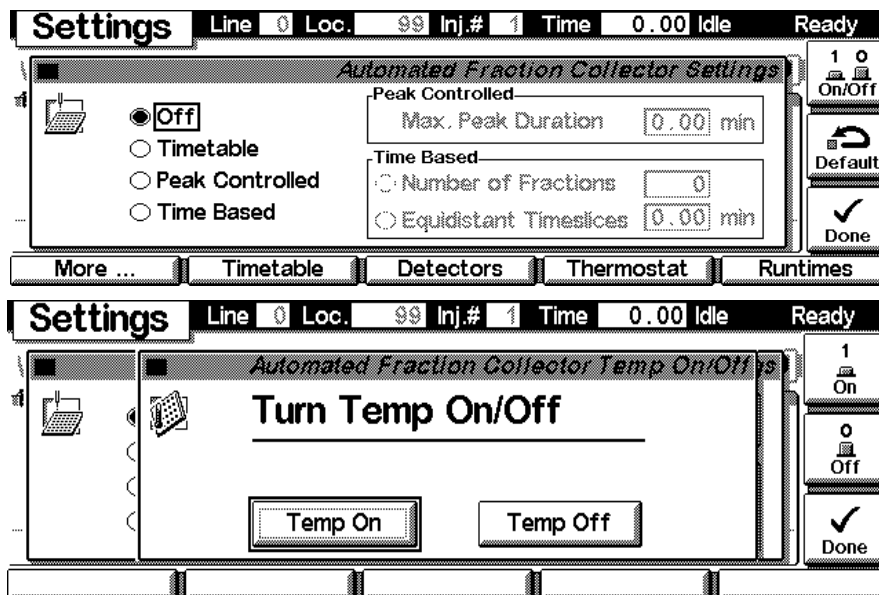 Settings Line 0 Loc. 99 Inj.# 1 Time 0.00 Idle Ready
Automated Fraction Collector Settings
1 0
On/Off
Off
Timetable
Peak Controlled
Time Based
Peak Controlled
Max. Peak Duration 0.00 min
Time Based
Number of Fractions 0
Equidistant Timeslices 0.00 min
Default
Done
More ... Timetable Detectors Thermostat Runtimes
Settings Line 0 Loc. 99 Inj.# 1 Time 0.00 Idle Ready
Automated Fraction Collector Temp On/Off gs
Turn Temp On/Off
Temp On Temp Off
1
On
0
Off
Done